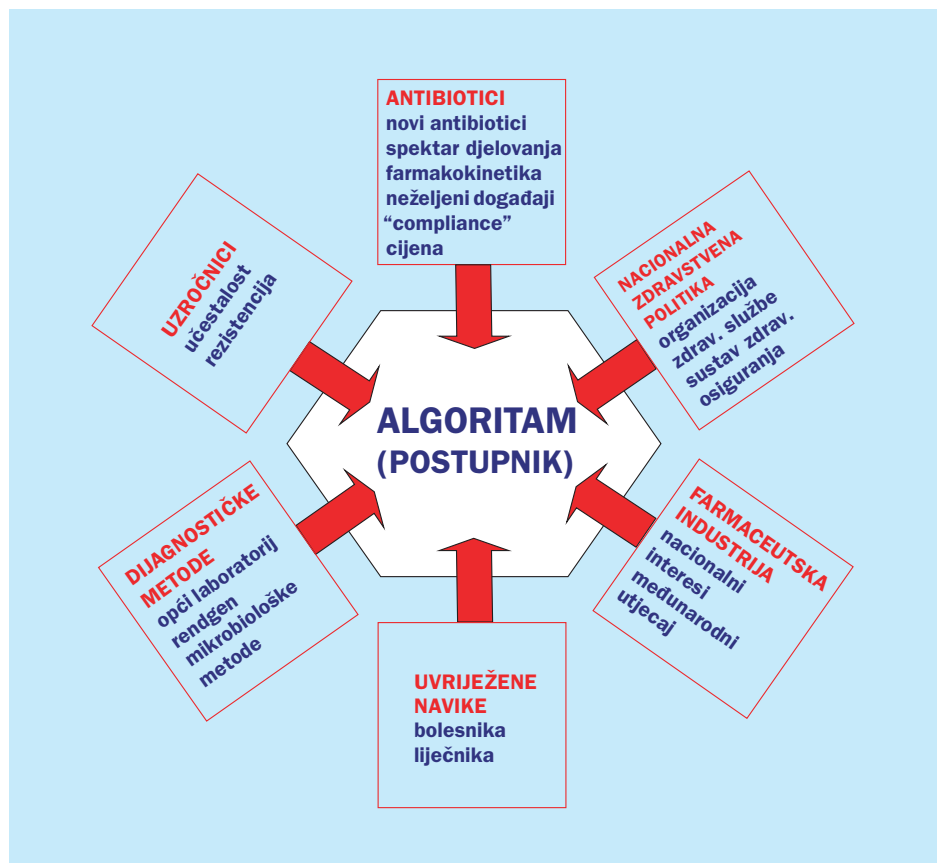 ANTIBIOTICI
novi antibiotici
spektar djelovanja
farmakokinetika
neželjeni događaji
“compliance”
cijena
UZROČNICI
učestalost
rezistencija
NACIONALNA
ZDRAVSTVENA
POLITIKA
organizacija
zdrav. službe
sustav zdrav.
osiguranja
ALGORITAM
(POSTUPNIK)
DIJAGNOSTIČKE
METODE
opći laboratorij
rendgen
mikrobiološke
metode
FARMACEUTSKA
INDUSTRIJA
nacionalni
interesi
međunarodni
utjecaj
UVRIJEŽENE
NAVIKE
bolesnika
liječnika